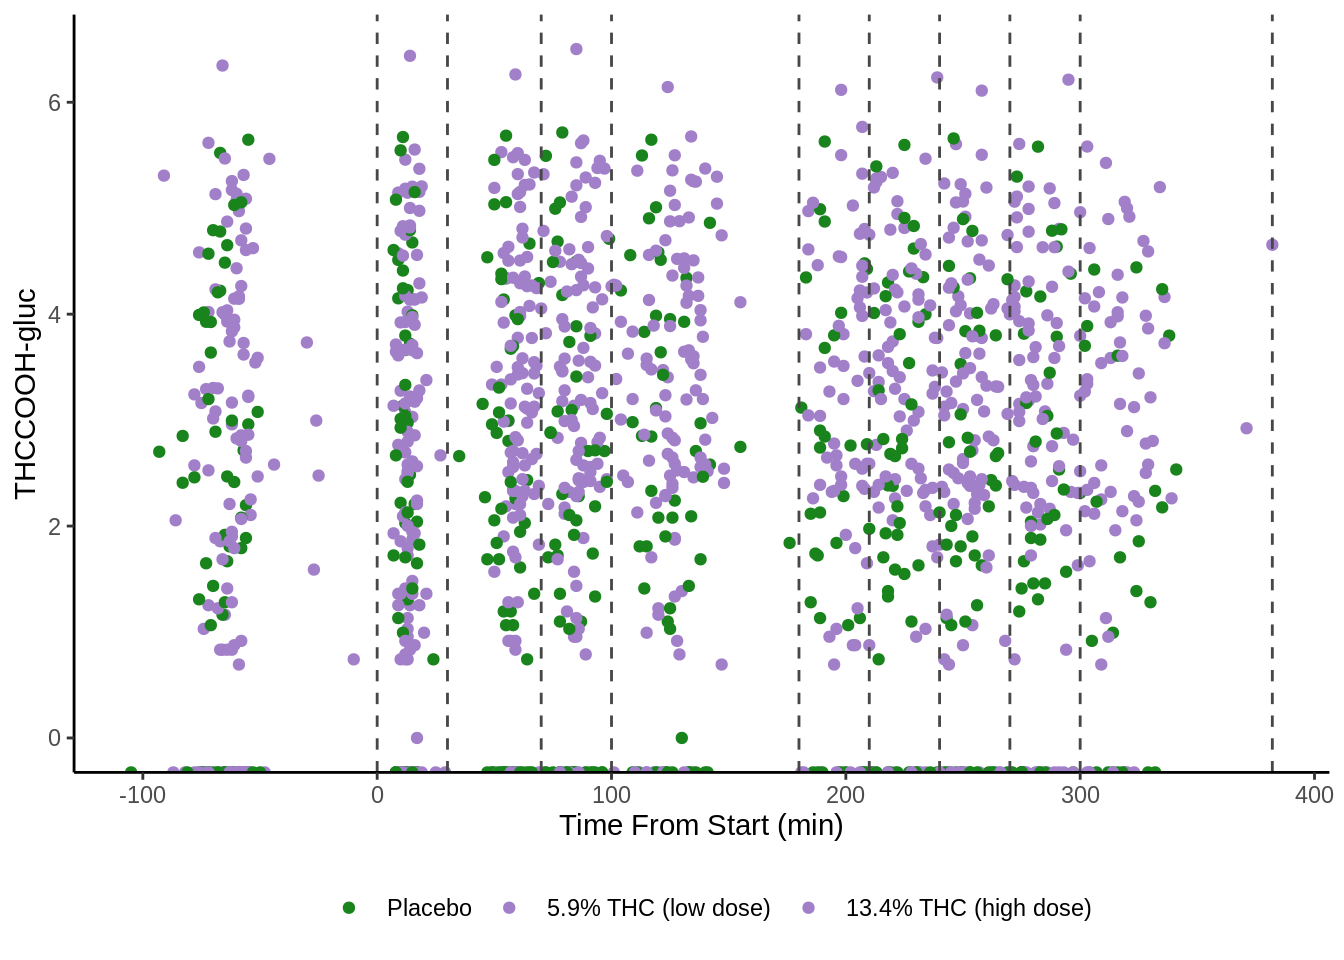 THCCOOH-gluc
6
4
2
0
-100 0 100 200 300 400
Time From Start (min)
Placebo 5.9% THC (low dose) 13.4% THC (high dose)